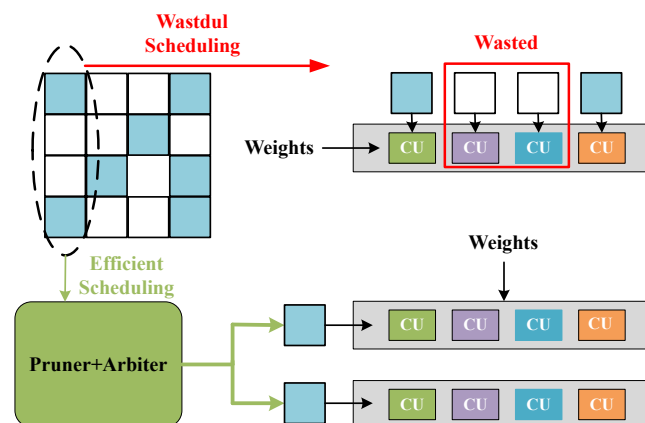 Wastdul
Scheduling
Wasted
Weights
CU CU CU CU
Efficient
Scheduling
Weights
Pruner+Arbiter
CU CU CU CU
CU CU CU CU